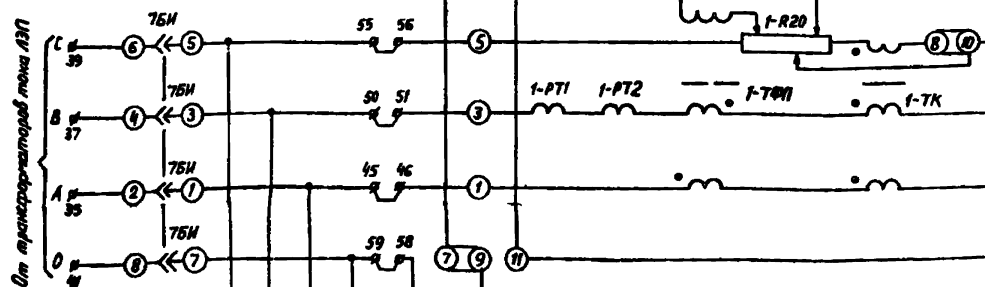 От трансформаторов тока ЛЭП
1-R20
7БИ 55 56
С 39 6 5 5 8 10
7БИ 50 51 1-РТ1 1-РТ2 1-ТФП 1-ТК
В 37 4 3 3
7БИ 45 46
А 35 2 1 1
7БИ 59 58
О 41 8 7 7 9 11